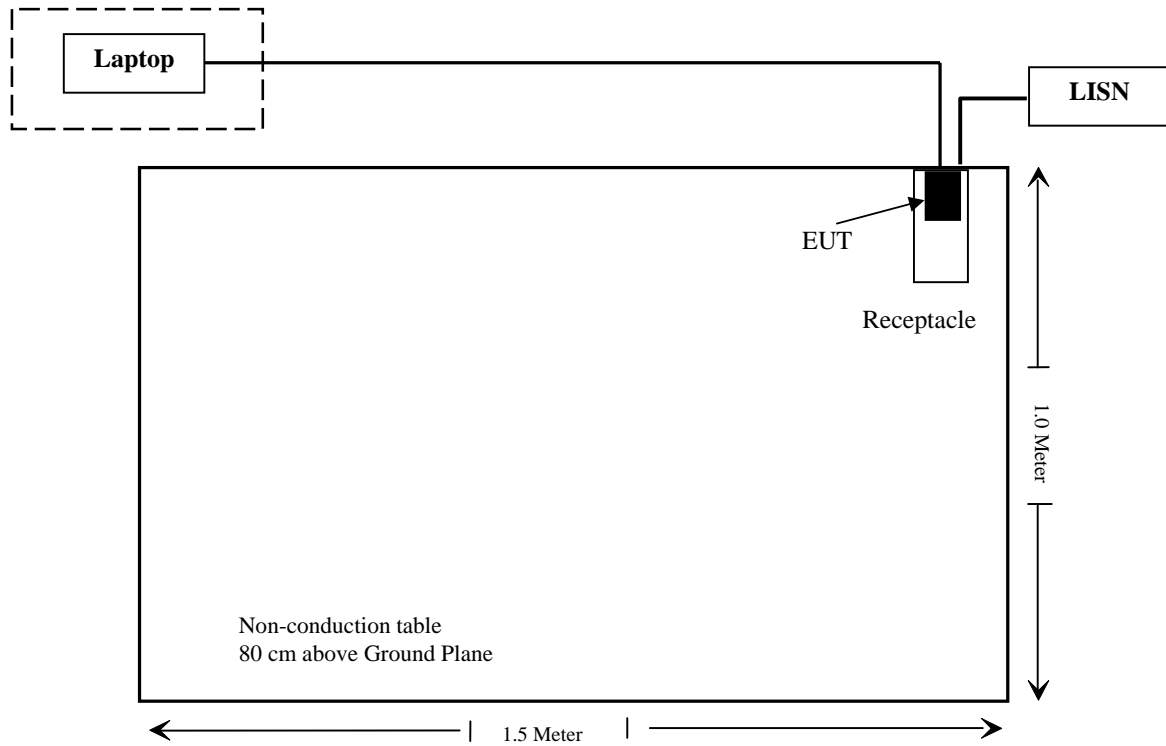 Laptop
LISN
EUT
Receptacle
1.0 Meter
Non-conduction table
80 cm above Ground Plane
1.5 Meter